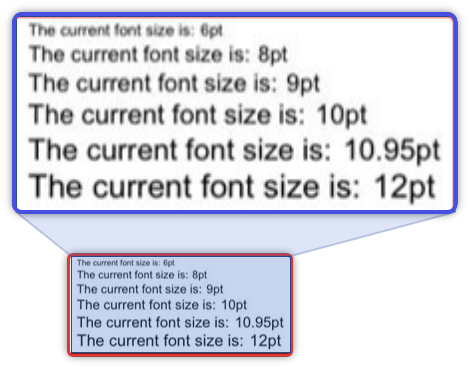 The current font size is: 6pt
The current font size is: 8pt
The current font size is: 9pt
The current font size is: 10pt
The current font size is: 10.95pt
The current font size is: 12pt
The current font size is: 6pt
The current font size is: 8pt
The current font size is: 9pt
The current font size is: 10pt
The current font size is: 10.95pt
The current font size is: 12pt